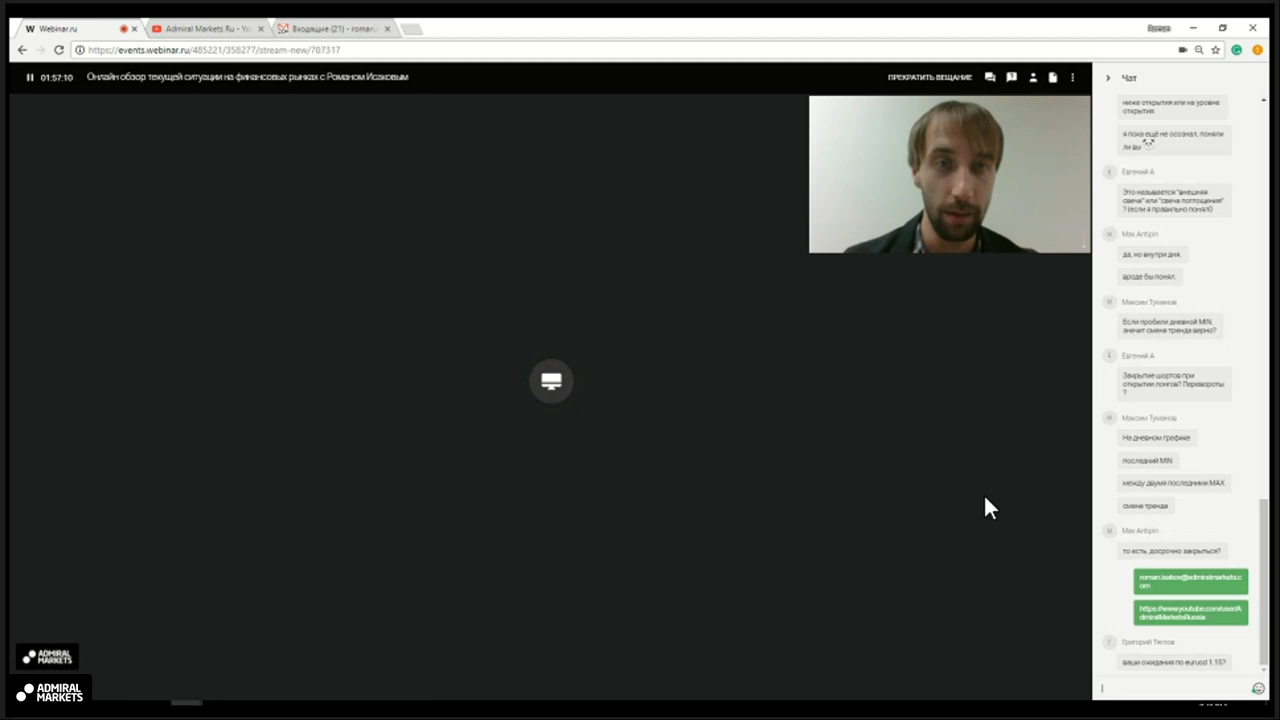 Webinar.ru
Admiral Markets Ru - Yo
Входящие (21) - roman.
https://events.webinar.ru/485221/358277/stream-new/707317
01:57:10
Онлайн обзор текущей ситуации на финансовых рынках с Романом Исаковым
ПРЕКРАТИТЬ ВЕЩАНИЕ
Чат
ниже открытия или на уровне
открытия.
я пока ещё не осознал, поняли
ли вы
Евгений А
Это называется "внешняя
свеча" или "свеча поглощения"
? (если я правильно понял)
Max Antipin
да, но внутри дня.
вроде бы понял.
Максим Туманов
Если пробили дневной MIN,
значит смена тренда верно?
Евгений А
Закрытие шортов при
открытии лонгов? Перевороты
?
Максим Туманов
На дневном графике
последний MIN
между двумя последними MAX
смена тренда
Max Antipin
то есть, досрочно закрыться?
roman.isakov@admiralmarkets.c
om
https://www.youtube.com/user/A
dmiralMarketsRussia
Григорий
ваши ожидания по eurusd 1.15?
ADMIRAL
MARKETS
ADMIRAL
MARKETS